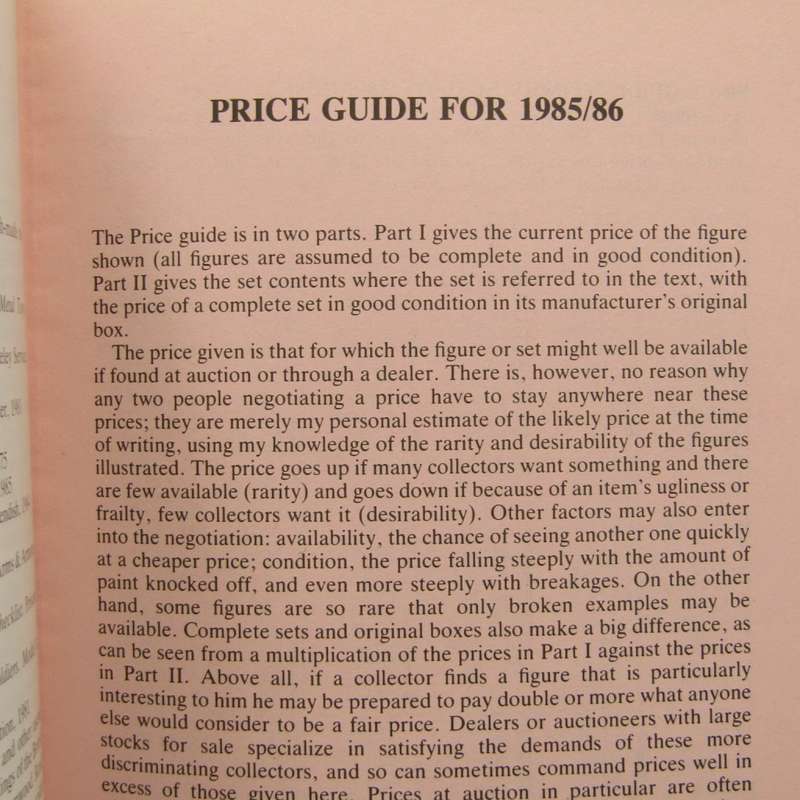 PRICE GUIDE FOR 1985/86
The Price guide is in two parts. Part I gives the current price of the figure
shown (all figures are assumed to be complete and in good condition).
Part II gives the set contents where the set is referred to in the text, with
the price of a complete set in good condition in its manufacturer's original
box.
The price given is that for which the figure or set might well be available
if found at auction or through a dealer. There is, however, no reason why
any two people negotiating a price have to stay anywhere near these
prices; they are merely my personal estimate of the likely price at the time
of writing, using my knowledge of the rarity and desirability of the figures
illustrated. The price goes up if many collectors want something and there
are few available (rarity) and goes down if because of an item's ugliness or
frailty, few collectors want it (desirability). Other factors may also enter
into the negotiation: availability, the chance of seeing another one quickly
at a cheaper price; condition, the price falling steeply with the amount of
paint knocked off, and even more steeply with breakages. On the other
hand, some figures are so rare that only broken examples may be
available. Complete sets and original boxes also make a big difference, as
can be seen from a multiplication of the prices in Part I against the prices
in Part II. Above all, if a collector finds a figure that is particularly
interesting to him he may be prepared to pay double or more what anyone
else would consider to be a fair price. Dealers or auctioneers with large
stocks for sale specialize in satisfying the demands of these more
discriminating collectors, and so can sometimes command prices well in
excess of those given here. Prices at auction in particular are often